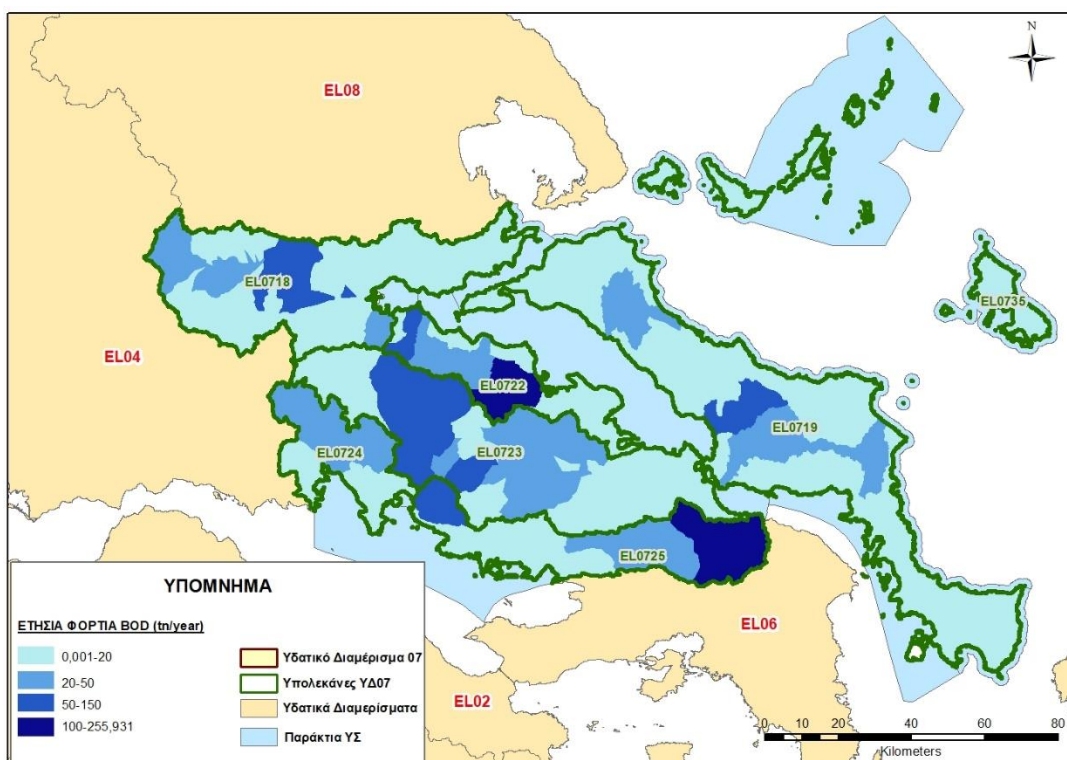 N
EL08
EL0718
EL0735
EL04
EL0722
EL0719
EL0724
EL0723
EL0725
EL06
EL02
ΥΠΟΜΝΗΜΑ
ΕΤΗΣΙΑ ΦΟΡΤΙΑ BOD (tn/year)
0,001-20
20-50
50-150
100-255,931
Υδατικό Διαμέρισμα 07
Υπολεκάνες ΥΔ07
Υδατικά Διαμερίσματα
Παράκτια ΥΣ
0 5 10 20 40 60 80
Kilometers